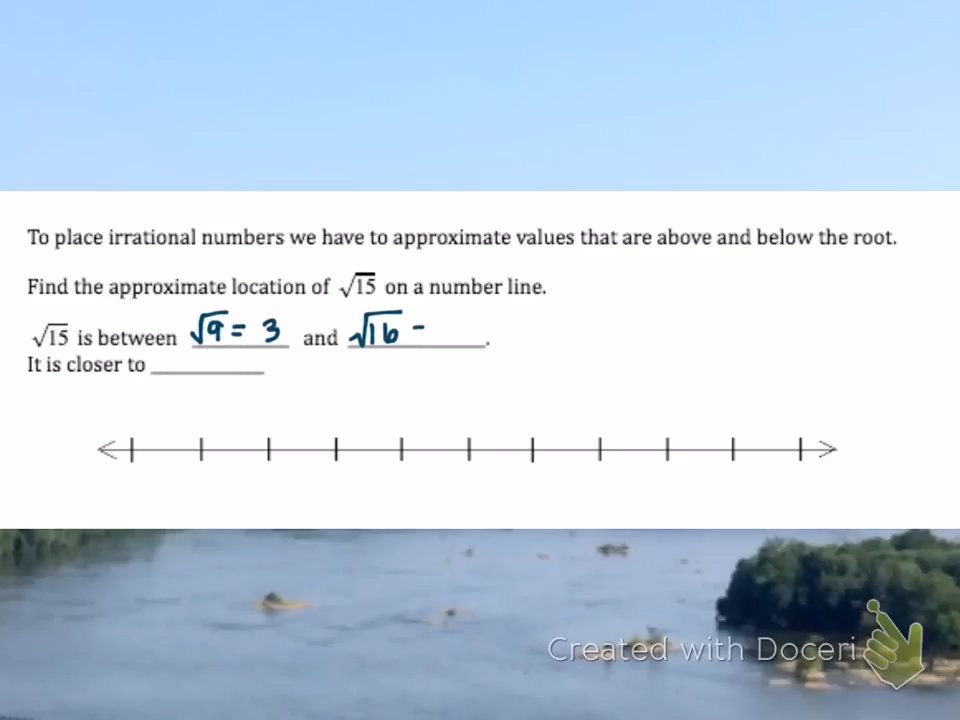 To place irrational numbers we have to approximate values that are above and below the root.
Find the approximate location of √15 on a number line.
√15 is between √9 = 3 and √16 - .
It is closer to __________
Created with Doceri